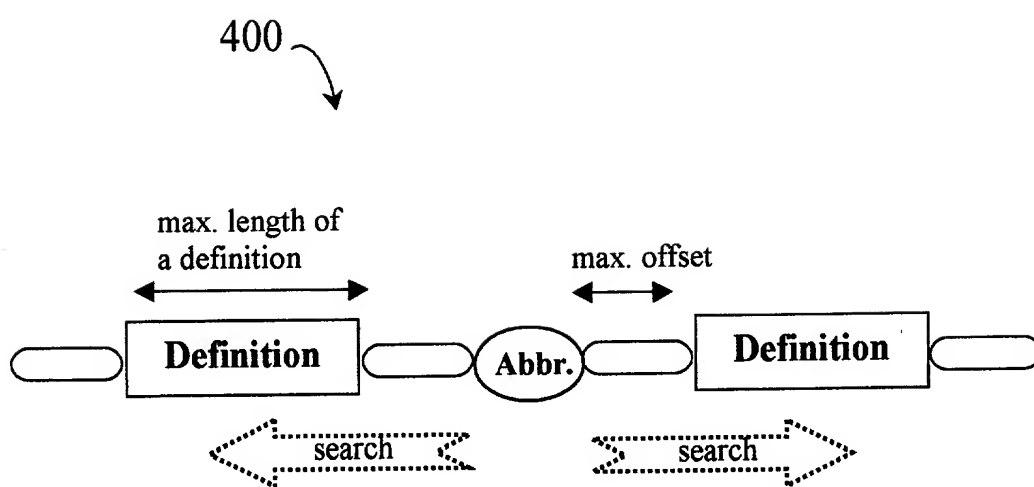 400
max. length of
a definition
max. offset
Definition
Abbr.
Definition
search
search